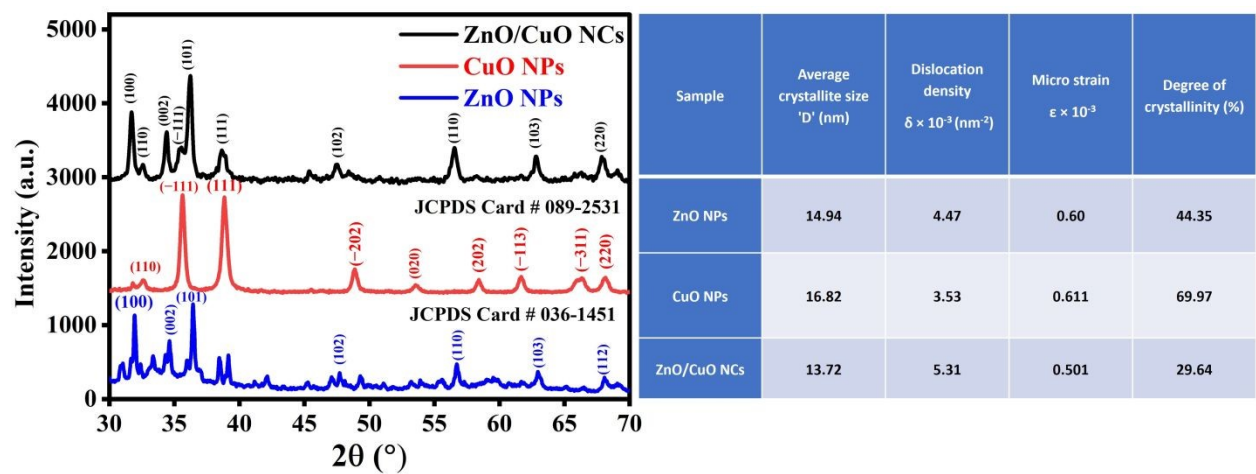 5000
4000
3000
2000
1000
0
Intensity (a.u.)
ZnO/CuO NCs
CuO NPs
ZnO NPs
(100)
(110)
(002)
(−111)
(101)
(111)
(102)
(110)
(103)
(220)
JCPDS Card # 089-2531
(110)
(−111)
(111)
(−202)
(020)
(202)
(−113)
(−311)
(220)
JCPDS Card # 036-1451
(100)
(002)
(101)
(102)
(110)
(103)
(112)
30 35 40 45 50 55 60 65 70
2θ (°)
Sample
Average
crystallite size
'D' (nm)
Dislocation
density
δ × 10⁻³ (nm⁻²)
Micro strain
ε × 10⁻³
Degree of
crystallinity (%)
ZnO NPs 14.94 4.47 0.60 44.35
CuO NPs 16.82 3.53 0.611 69.97
ZnO/CuO NCs 13.72 5.31 0.501 29.64